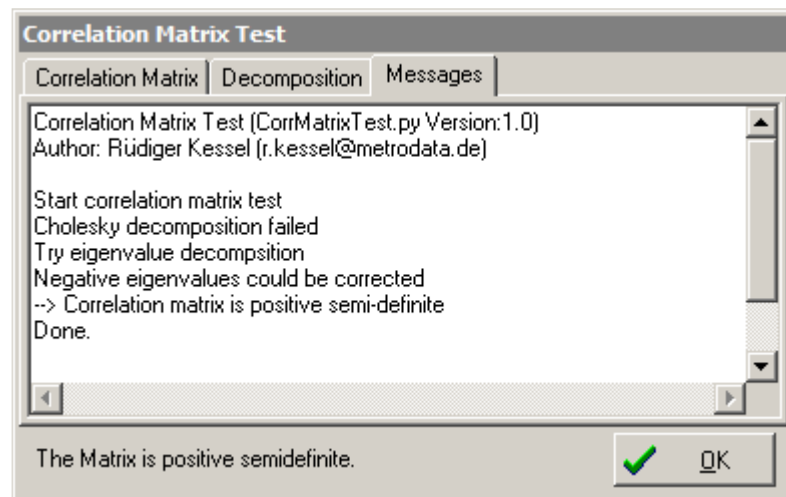 Correlation Matrix Test
Correlation Matrix Decomposition Messages
Correlation Matrix Test (CorrMatrixTest.py Version:1.0)
Author: Rüdiger Kessel (r.kessel@metrodata.de)
Start correlation matrix test
Cholesky decomposition failed
Try eigenvalue decompsition
Negative eigenvalues could be corrected
--> Correlation matrix is positive semi-definite
Done.
The Matrix is positive semidefinite.
OK